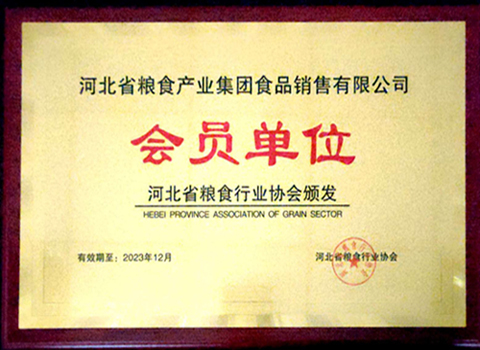 河北省粮食产业集团食品销售有限公司
会员单位
河北省粮食行业协会颁发
HEBEI PROVINCE ASSOCIATION OF GRAIN SECTOR
有效期至：2023年12月
河北省粮食行业协会